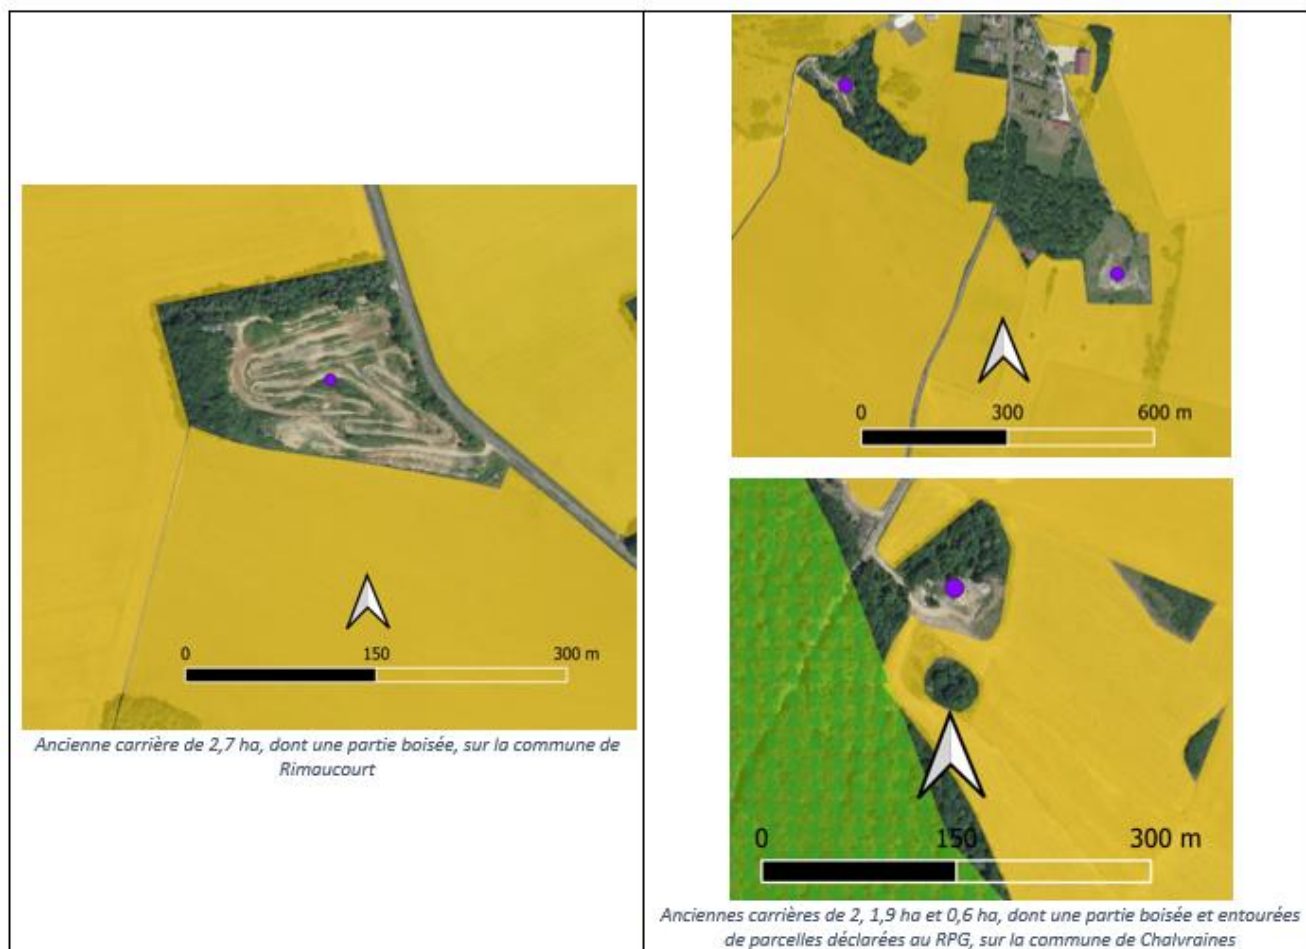 0 150 300 m
Ancienne carrière de 2,7 ha, dont une partie boisée, sur la commune de
Rimaucourt
0 300 600 m
0 150 300 m
Anciennes carrières de 2, 1,9 ha et 0,6 ha, dont une partie boisée et entourées
de parcelles déclarées au RPG, sur la commune de Chalvraines